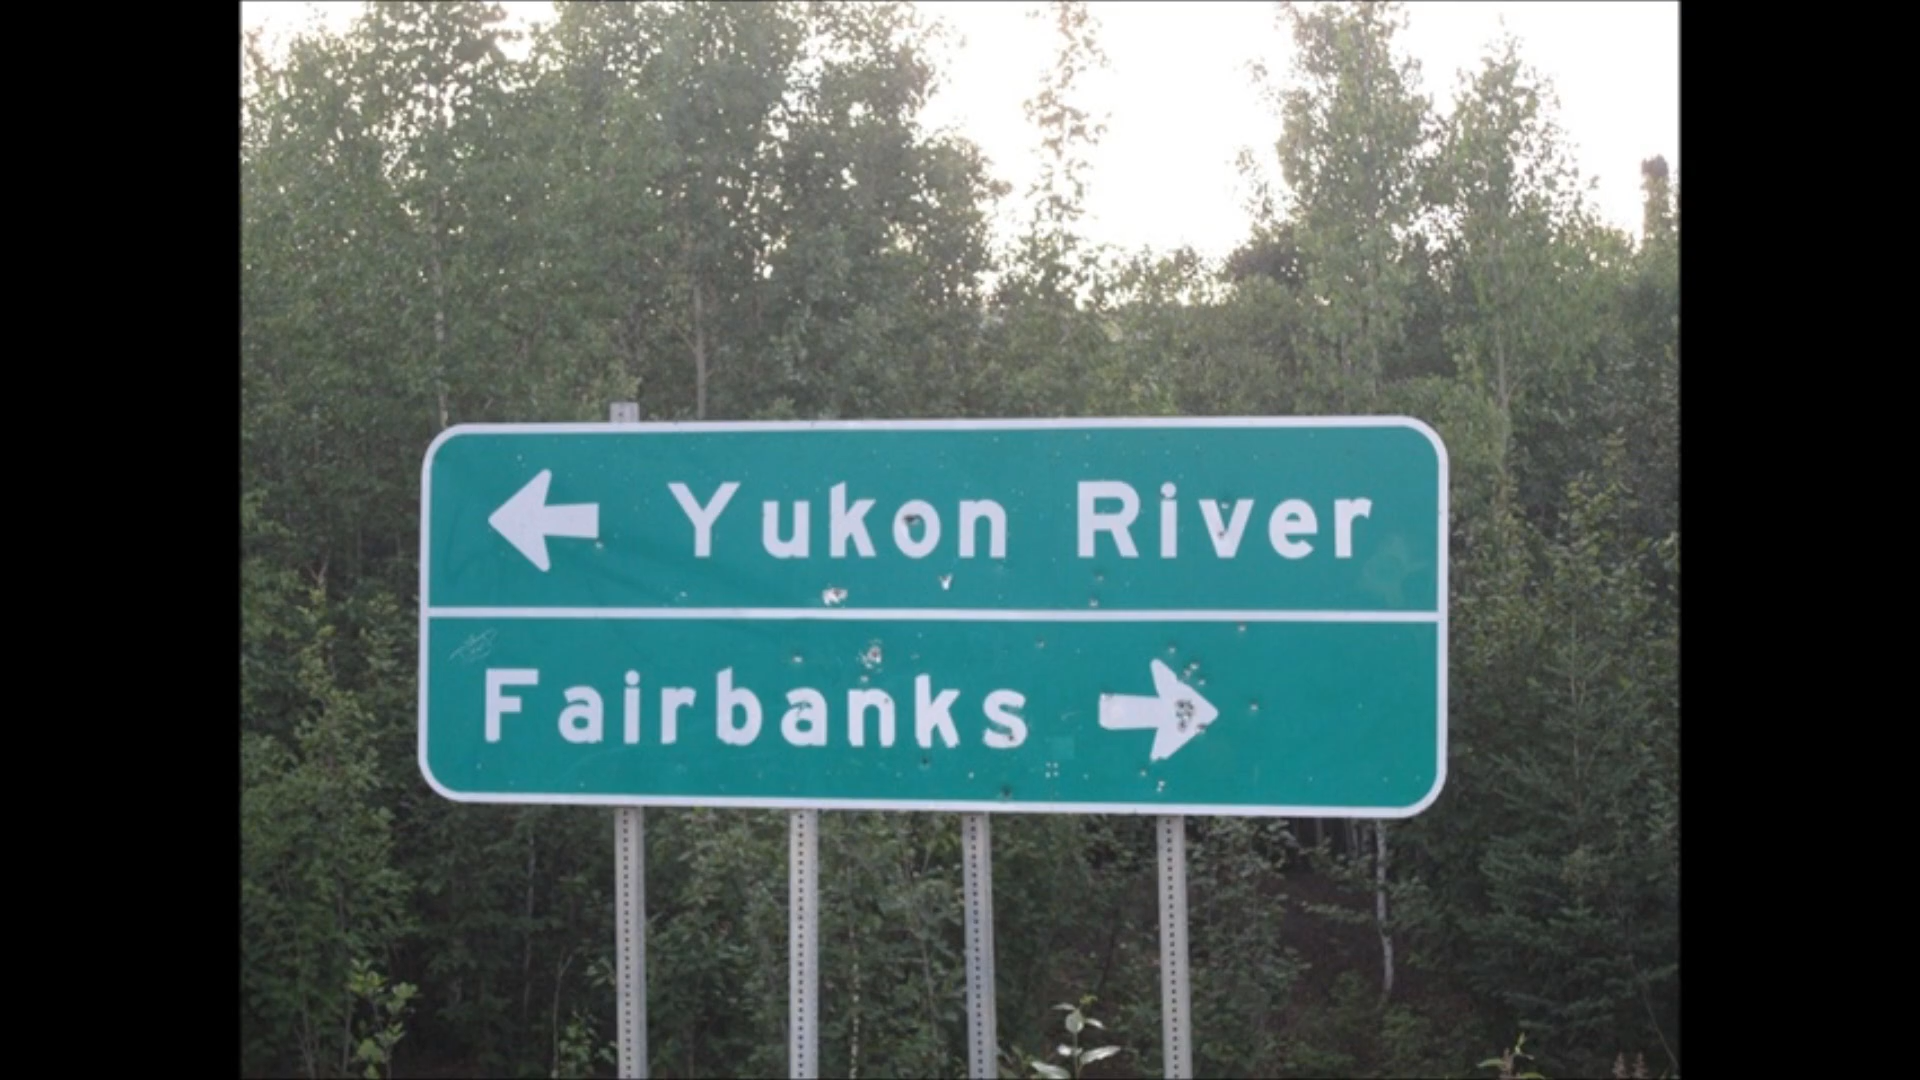 ← Yukon River
Fairbanks →